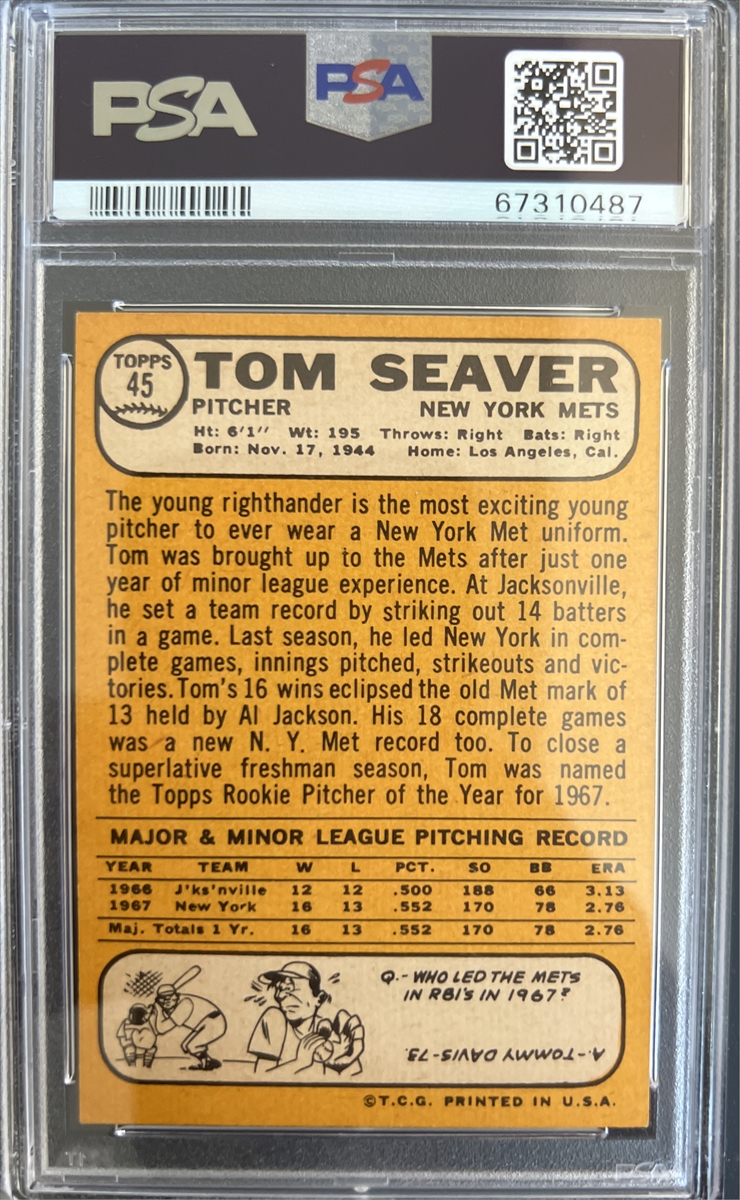 PSA
PSA
67310487
TOPPS
45
TOM SEAVER
PITCHER NEW YORK METS
Ht: 6'1" Wt: 195 Throws: Right Bats: Right
Born: Nov. 17, 1944 Home: Los Angeles, Cal.
The young righthander is the most exciting young
pitcher to ever wear a New York Met uniform.
Tom was brought up to the Mets after just one
year of minor league experience. At Jacksonville,
he set a team record by striking out 14 batters
in a game. Last season, he led New York in com-
plete games, innings pitched, strikeouts and vic-
tories. Tom's 16 wins eclipsed the old Met mark of
13 held by Al Jackson. His 18 complete games
was a new N. Y. Met record too. To close a
superlative freshman season, Tom was named
the Topps Rookie Pitcher of the Year for 1967.
MAJOR & MINOR LEAGUE PITCHING RECORD
YEAR TEAM W L PCT. SO BB ERA
1966 J'ks'nville 12 12 .500 188 66 3.13
1967 New York 16 13 .552 170 78 2.76
Maj. Totals 1 Yr. 16 13 .552 170 78 2.76
Q.- WHO LED THE METS
IN RBI'S IN 1967?
A.-TOMMY DAVIS-73.
©T.C.G. PRINTED IN U.S.A.
PSA